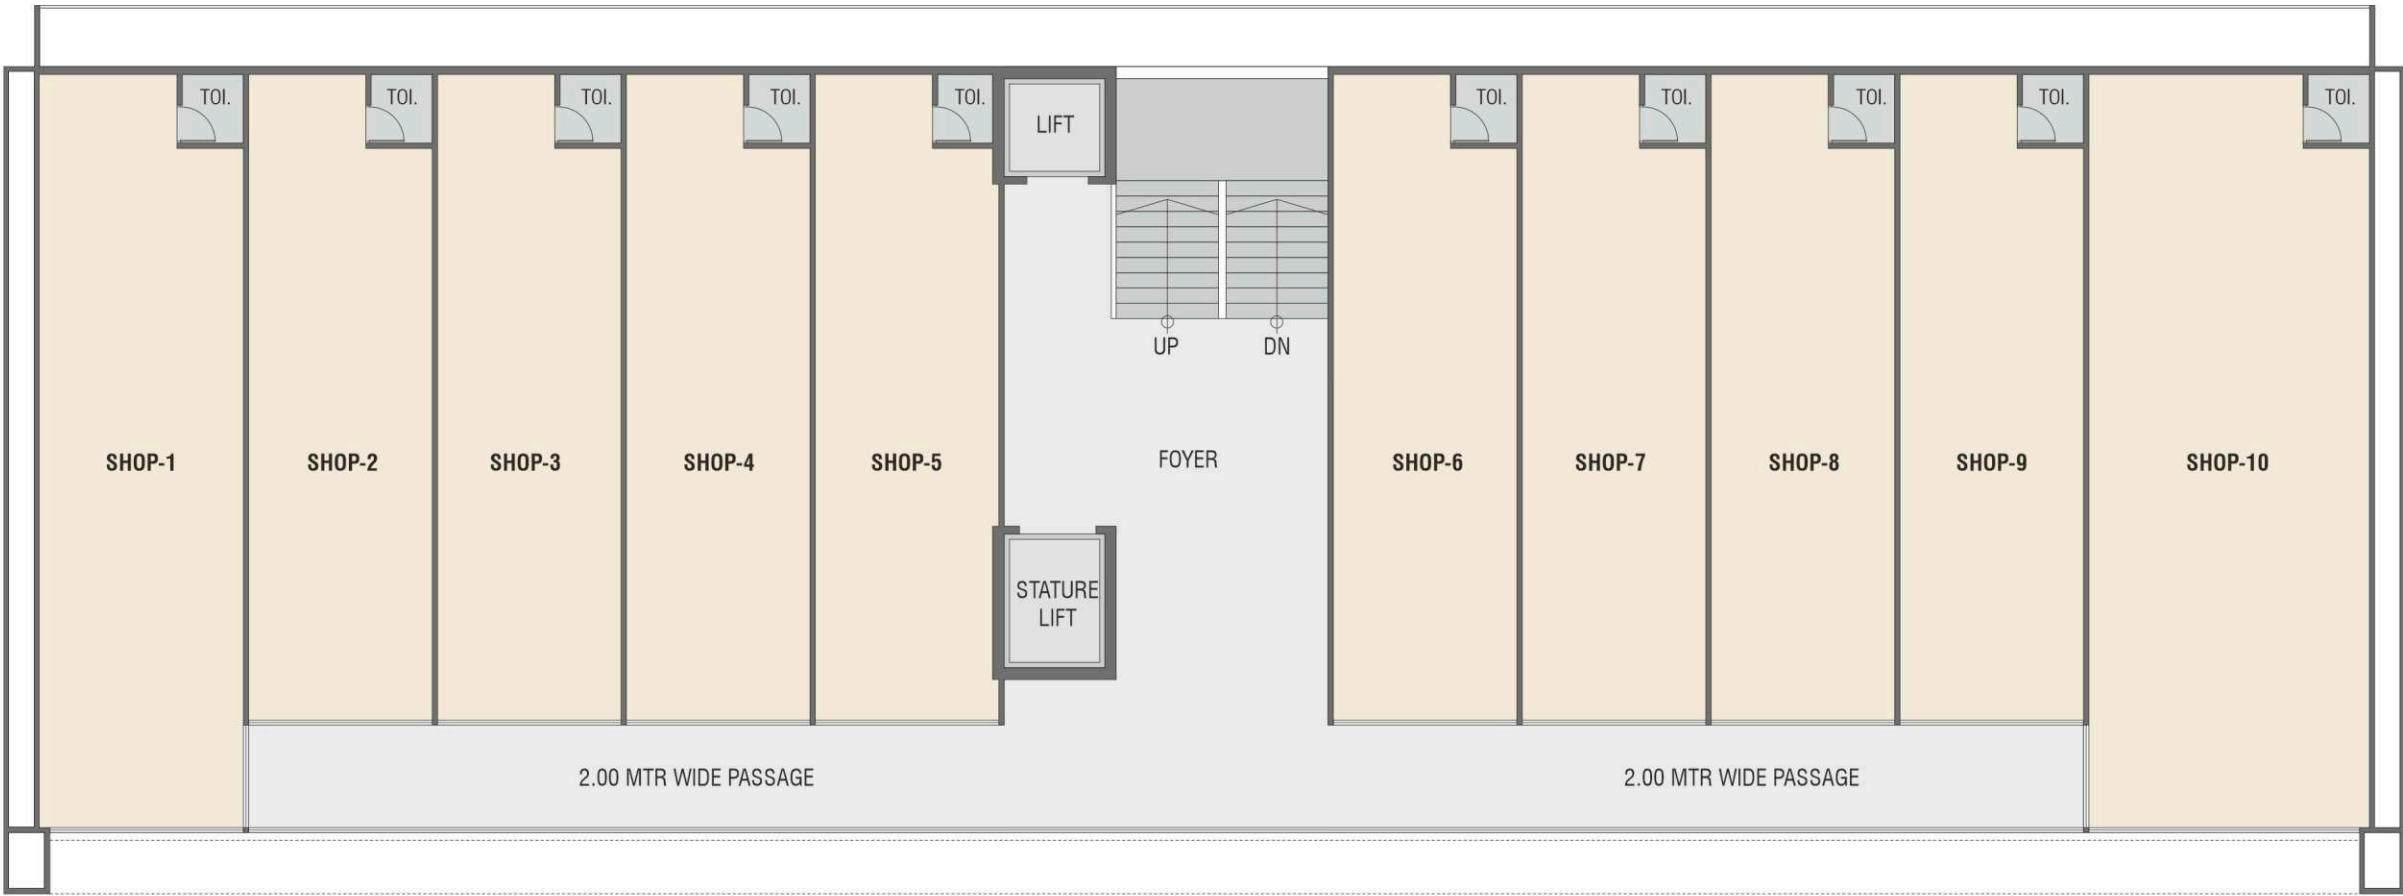 TOI.
TOI.
TOI.
TOI.
TOI.
LIFT
TOI.
TOI.
TOI.
TOI.
TOI.
UP
DN
SHOP-1
SHOP-2
SHOP-3
SHOP-4
SHOP-5
FOYER
SHOP-6
SHOP-7
SHOP-8
SHOP-9
SHOP-10
STATURE
LIFT
2.00 MTR WIDE PASSAGE
2.00 MTR WIDE PASSAGE